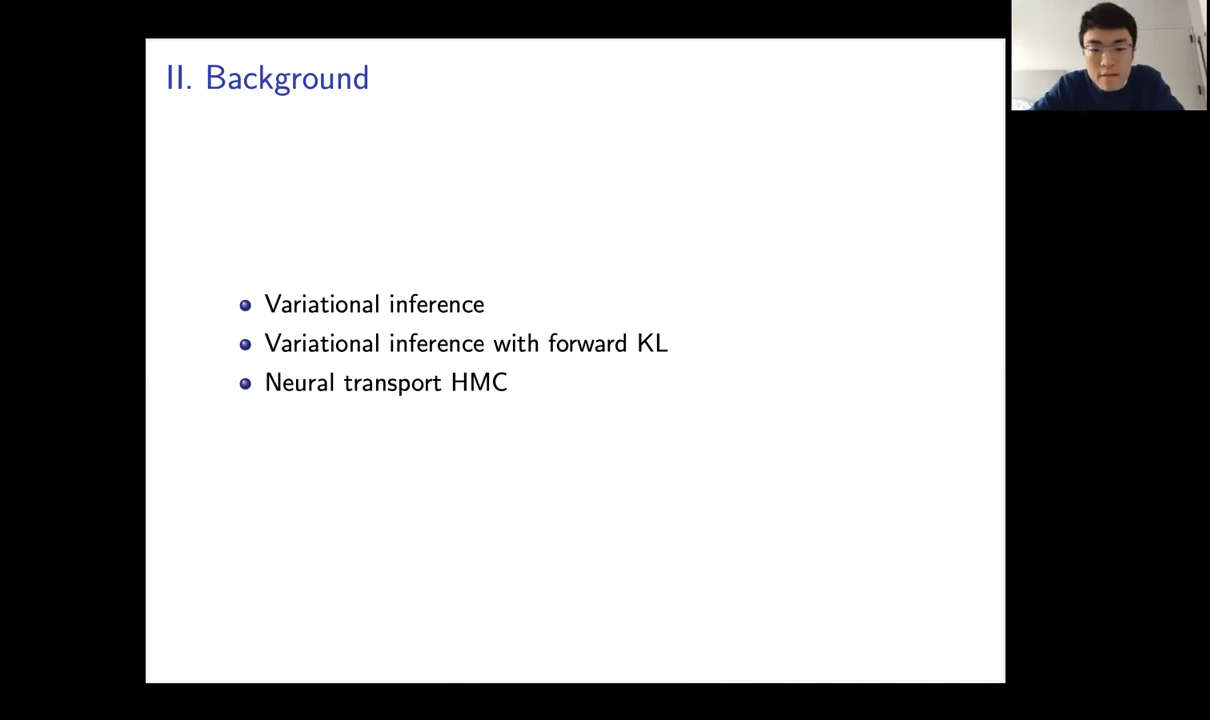 II. Background
Variational inference
Variational inference with forward KL
Neural transport HMC